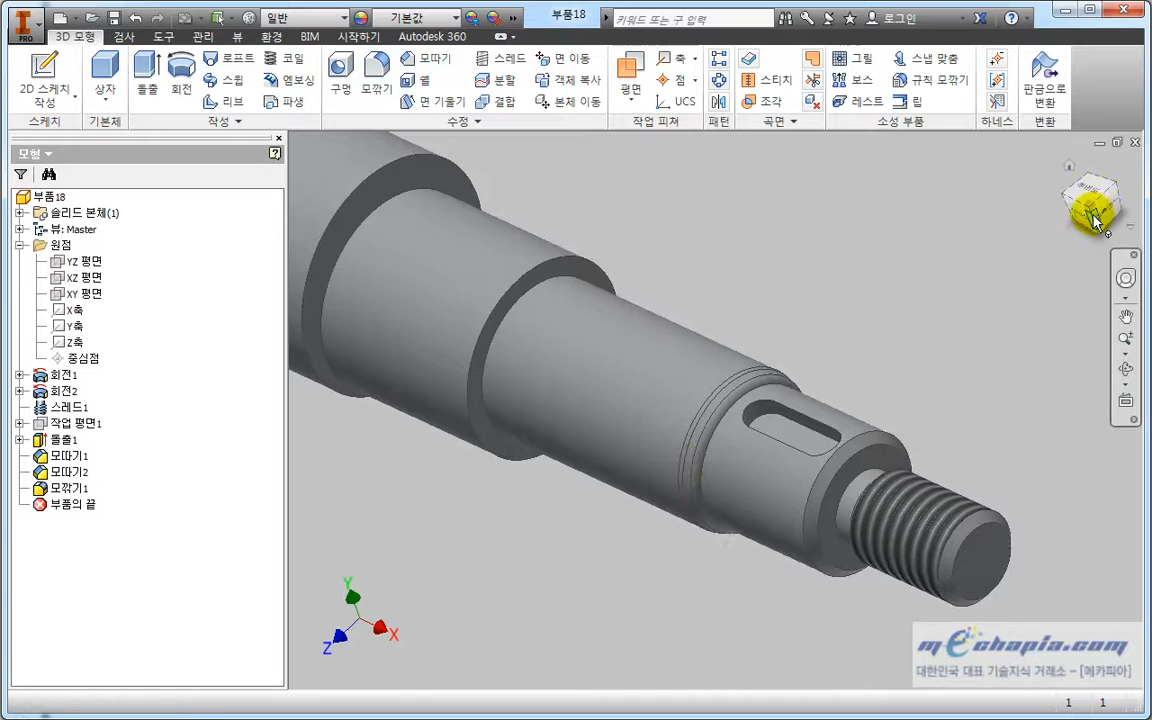 일반
기본값
부품18
키워드 또는 구 입력
로그인
PRO
3D 모형
검사
도구
관리
뷰
환경
BIM
시작하기
Autodesk 360
2D 스케치
작성
상자
돌출
회전
로프트
스윕
리브
코일
엠보싱
파생
구멍
모깎기
모따기
쉘
면 기울기
스레드
분할
결합
면 이동
객체 복사
본체 이동
평면
축
점
UCS
스티치
조각
그릴
보스
레스트
스냅 맞춤
규칙 모깎기
립
판금으로
변환
스케치
기본체
작성
수정
작업 피쳐
패턴
곡면
소성 부품
하네스
변환
모형
부품18
솔리드 본체(1)
뷰: Master
원점
YZ 평면
XZ 평면
XY 평면
X축
Y축
Z축
중심점
회전1
회전2
스레드1
작업 평면1
돌출1
모따기1
모따기2
모깎기1
부품의 끝
Y
X
Z
mechapia.com
대한민국 대표 기술지식 거래소 – [메카피아]
1 1